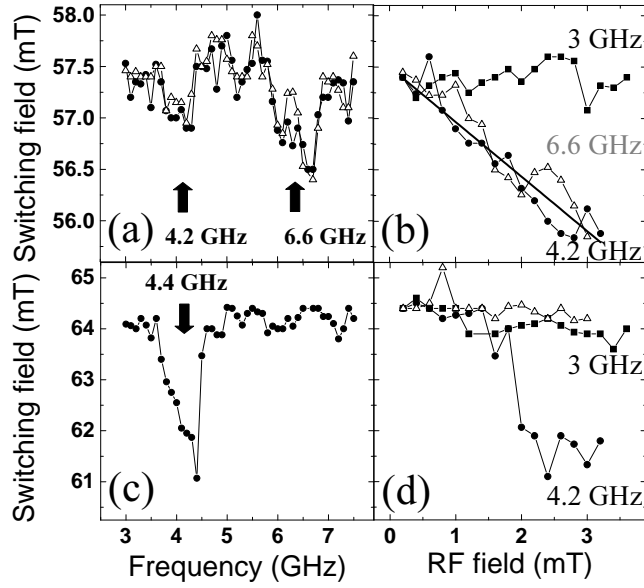 58.0
57.5
57.0
56.5
56.0
Switching field (mT)
(a)
4.2 GHz
6.6 GHz
3 GHz
6.6 GHz
4.2 GHz
(b)
65
64
63
62
61
Switching field (mT)
4.4 GHz
(c)
3 4 5 6 7
Frequency (GHz)
3 GHz
4.2 GHz
(d)
0 1 2 3
RF field (mT)